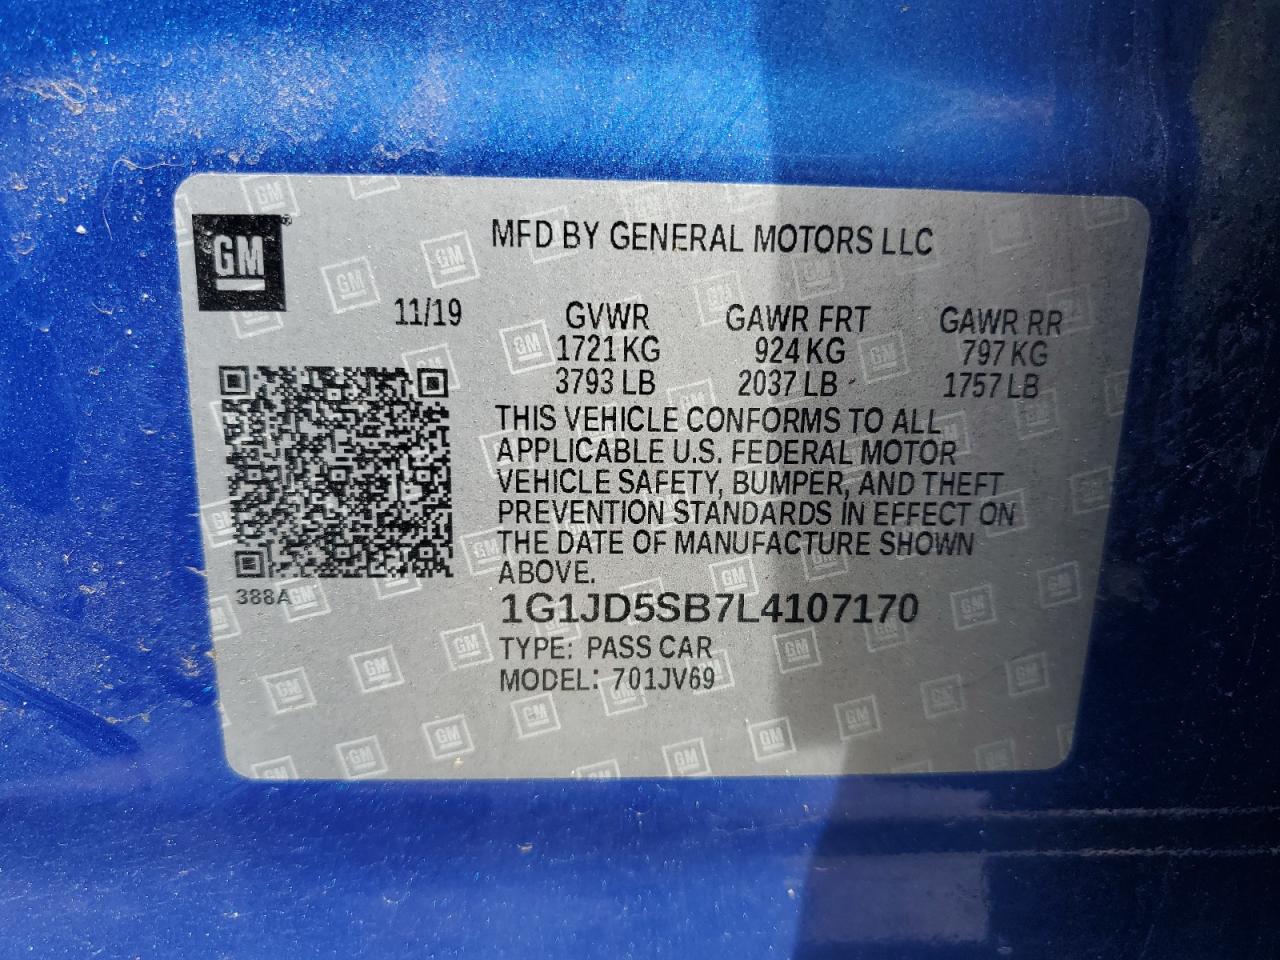 GM
MFD BY GENERAL MOTORS LLC
11/19
GVWR GAWR FRT GAWR RR
1721 KG 924 KG 797 KG
3793 LB 2037 LB 1757 LB
THIS VEHICLE CONFORMS TO ALL
APPLICABLE U.S. FEDERAL MOTOR
VEHICLE SAFETY, BUMPER, AND THEFT
PREVENTION STANDARDS IN EFFECT ON
THE DATE OF MANUFACTURE SHOWN
ABOVE.
388A
1G1JD5SB7L4107170
TYPE: PASS CAR
MODEL: 701JV69